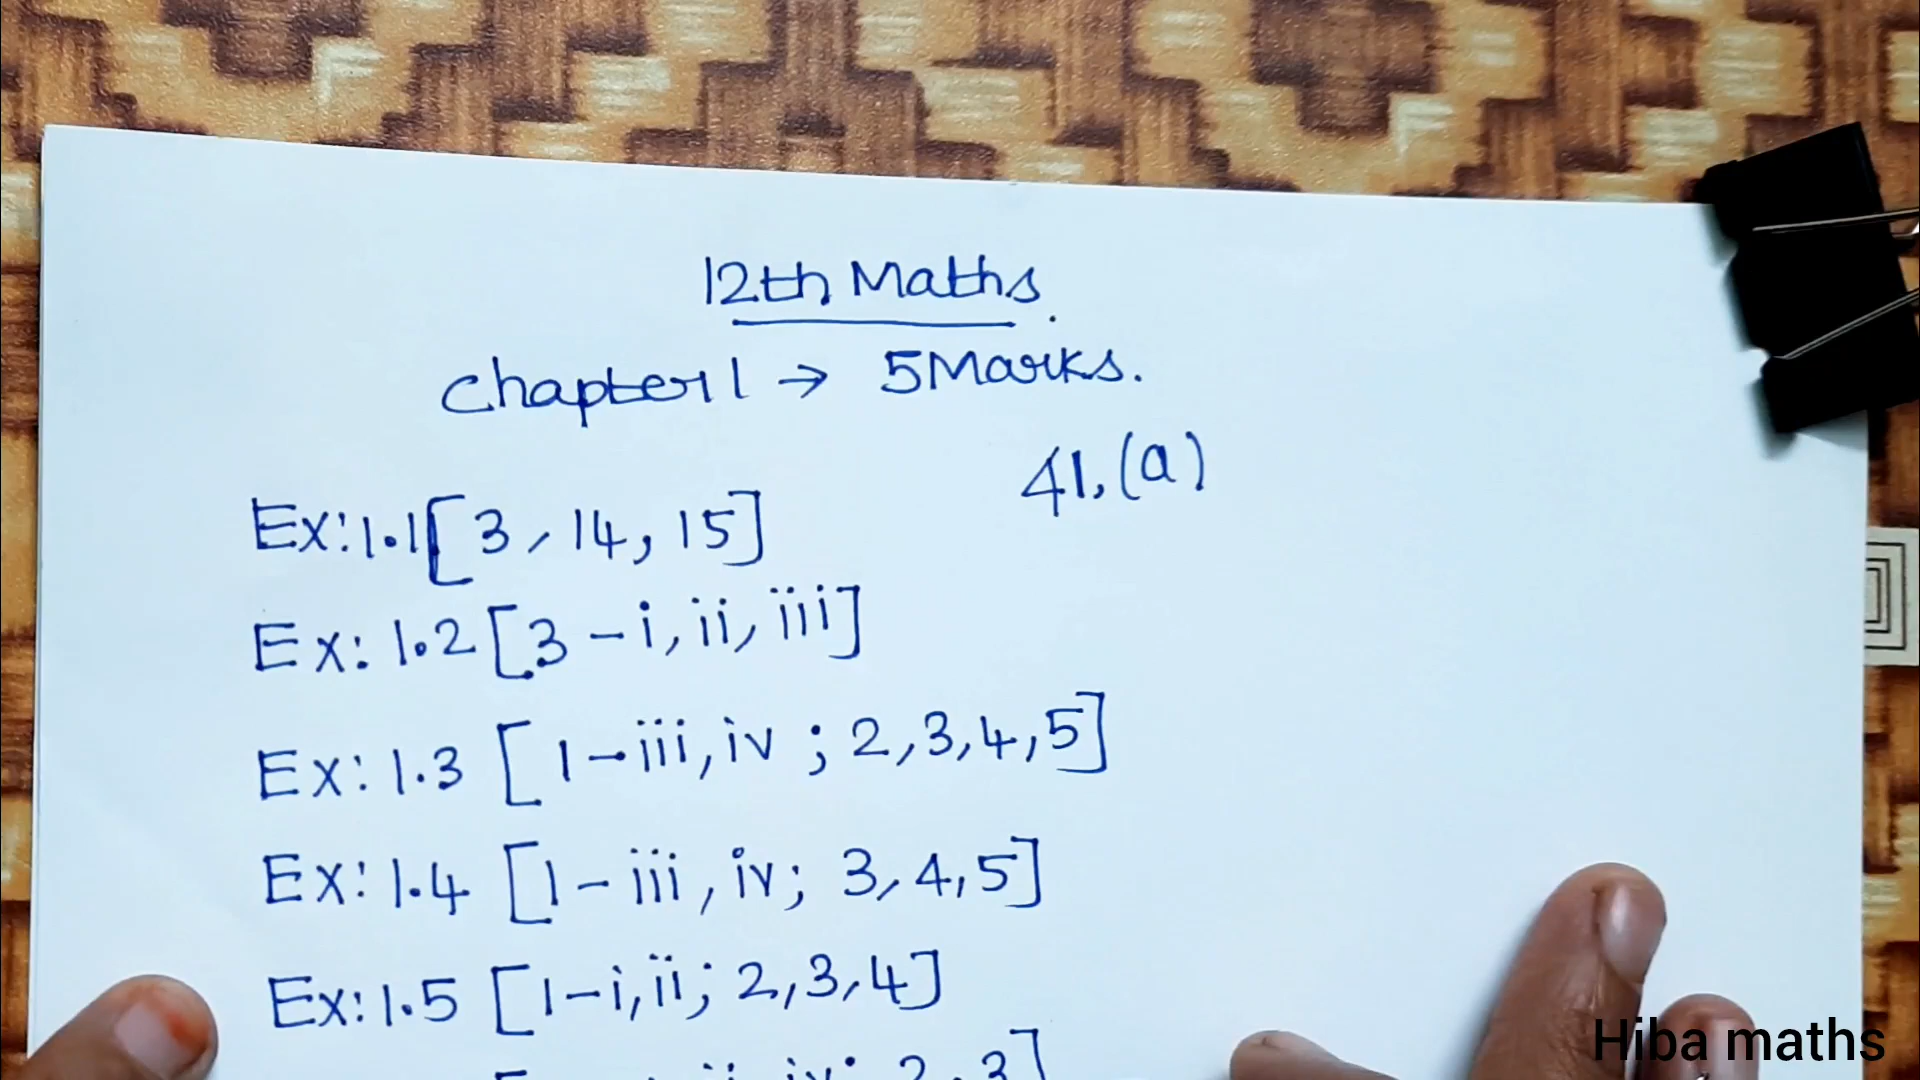 12th Maths.
Chapter 1 → 5 Marks.
41, (a)
Ex: 1.1 [3, 14, 15]
Ex: 1.2 [3 - i, ii, iii]
Ex: 1.3 [1 - iii, iv ; 2, 3, 4, 5]
Ex: 1.4 [1 - iii, iv; 3, 4, 5]
Ex: 1.5 [1 - i, ii; 2, 3, 4]
Hiba maths